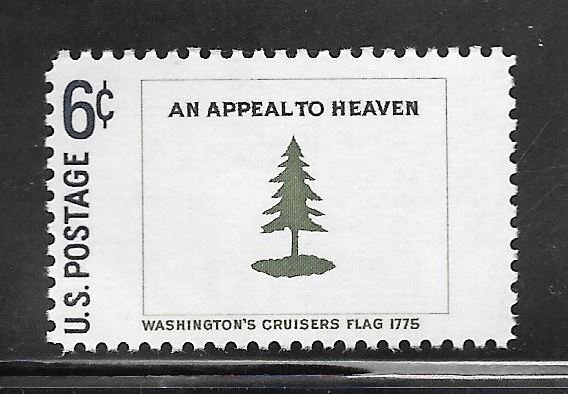 6¢
U.S. POSTAGE
AN APPEAL TO HEAVEN
WASHINGTON'S CRUISERS FLAG 1775